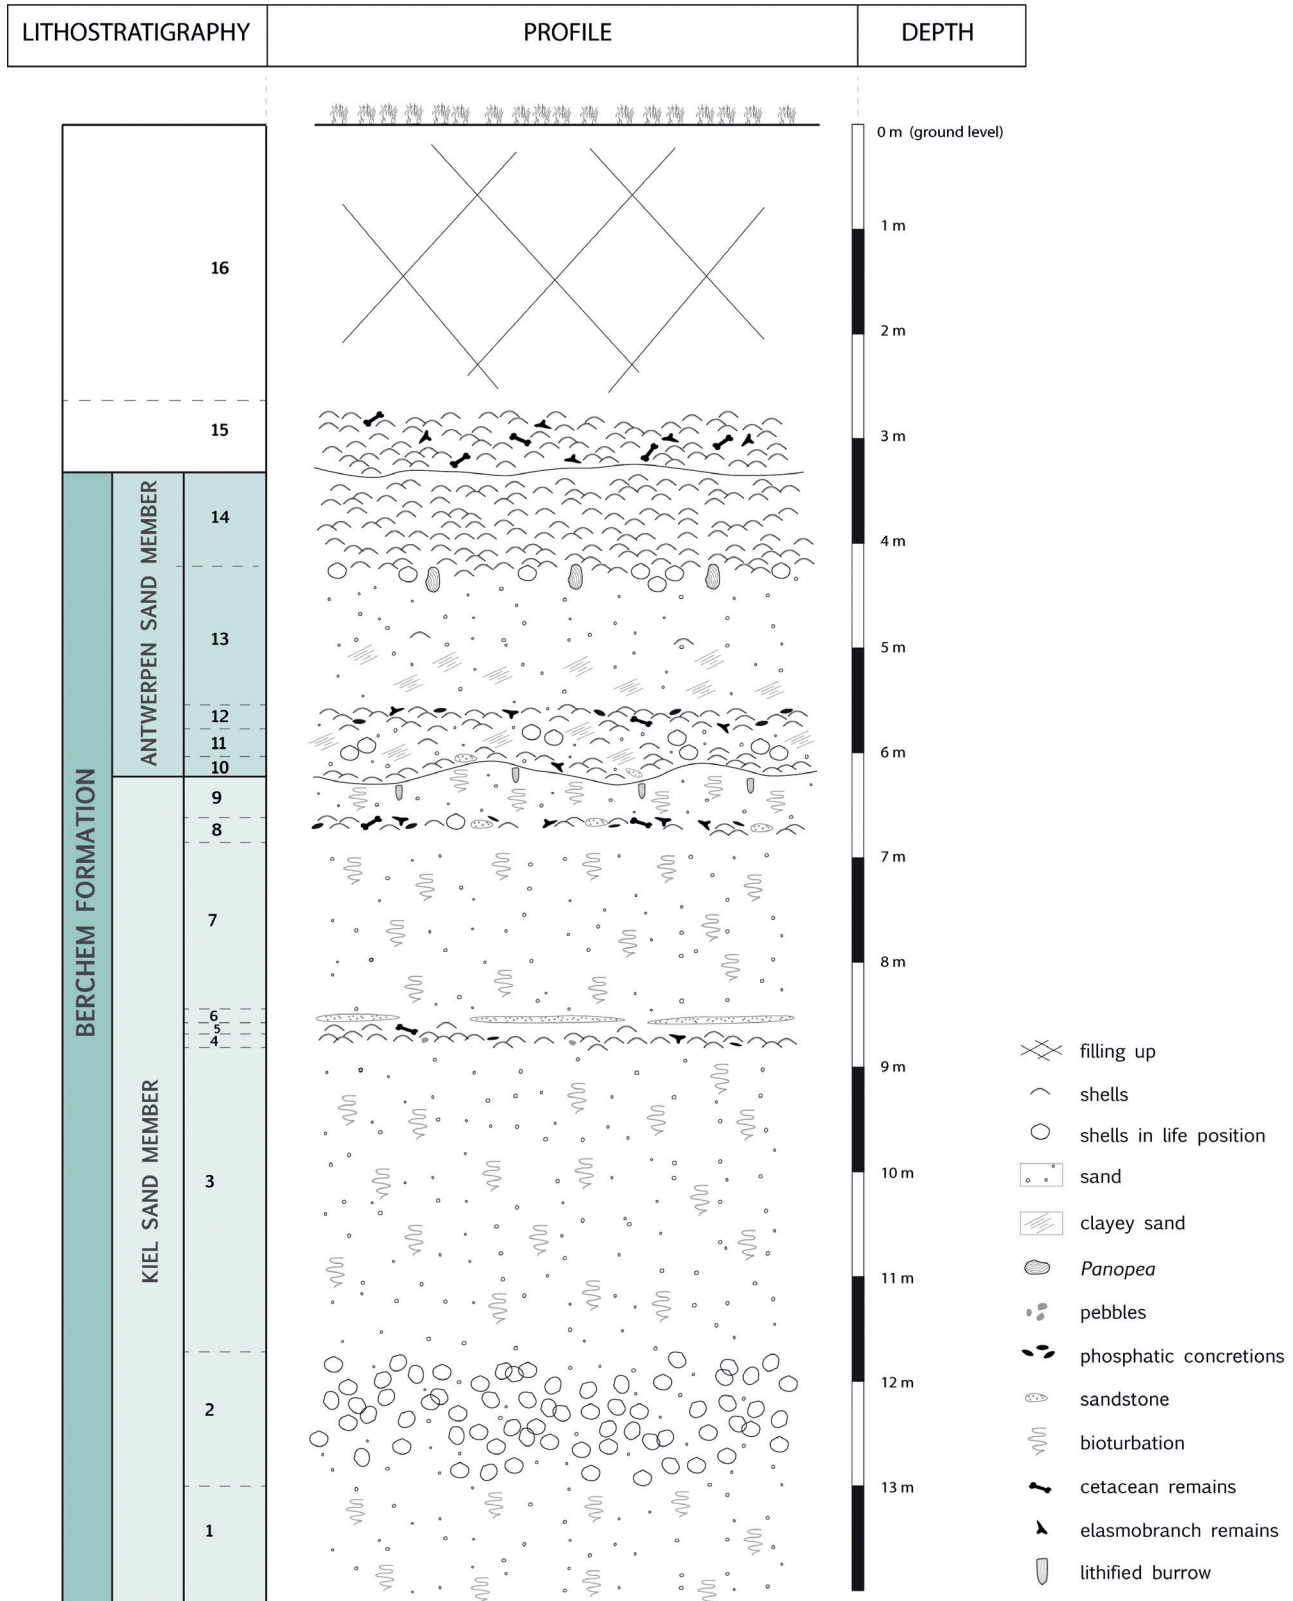 LITHOSTRATIGRAPHY
PROFILE
DEPTH
0 m (ground level)
1 m
16
2 m
15
3 m
14
4 m
ANTWERPEN SAND MEMBER
13
5 m
12
11
6 m
10
9
8
7 m
BERCHEM FORMATION
7
8 m
6
5
4
9 m
KIEL SAND MEMBER
3
10 m
11 m
12 m
2
13 m
1
filling up
shells
shells in life position
sand
clayey sand
Panopea
pebbles
phosphatic concretions
sandstone
bioturbation
cetacean remains
elasmobranch remains
lithified burrow